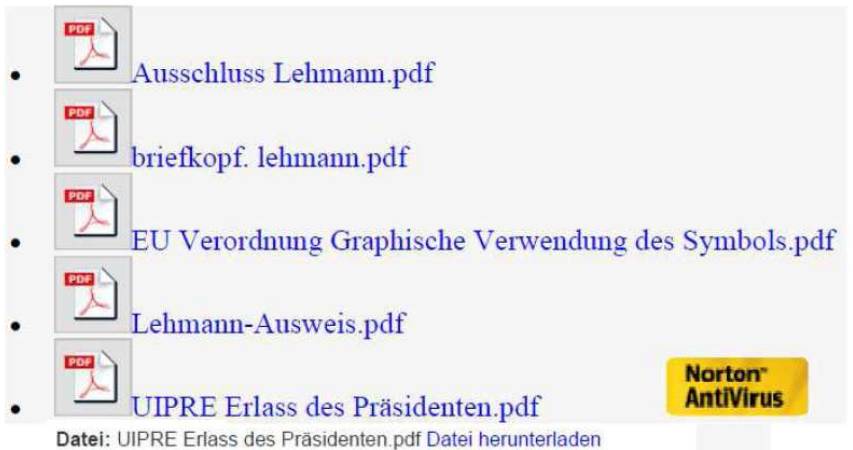 PDF
Ausschluss Lehmann.pdf
PDF
briefkopf. lehmann.pdf
PDF
EU Verordnung Graphische Verwendung des Symbols.pdf
PDF
Lehmann-Ausweis.pdf
PDF
UIPRE Erlass des Präsidenten.pdf
Norton™
AntiVirus
Datei: UIPRE Erlass des Präsidenten.pdf Datei herunterladen